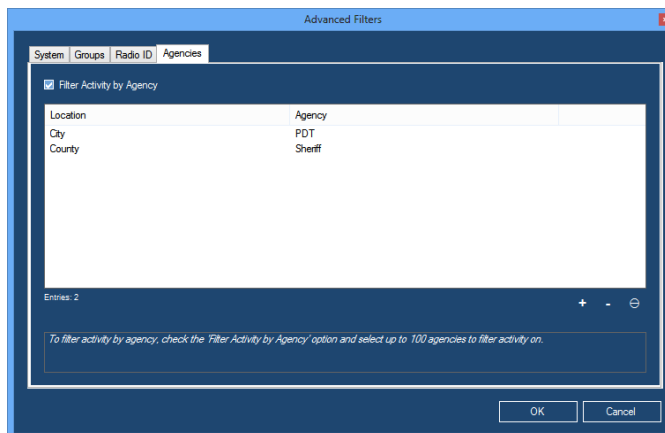 Advanced Filters
System Groups Radio ID Agencies
Filter Activity by Agency
Location Agency
City PDT
County Sheriff
Entries: 2
+ -
To filter activity by agency, check the 'Filter Activity by Agency' option and select up to 100 agencies to filter activity on.
OK Cancel